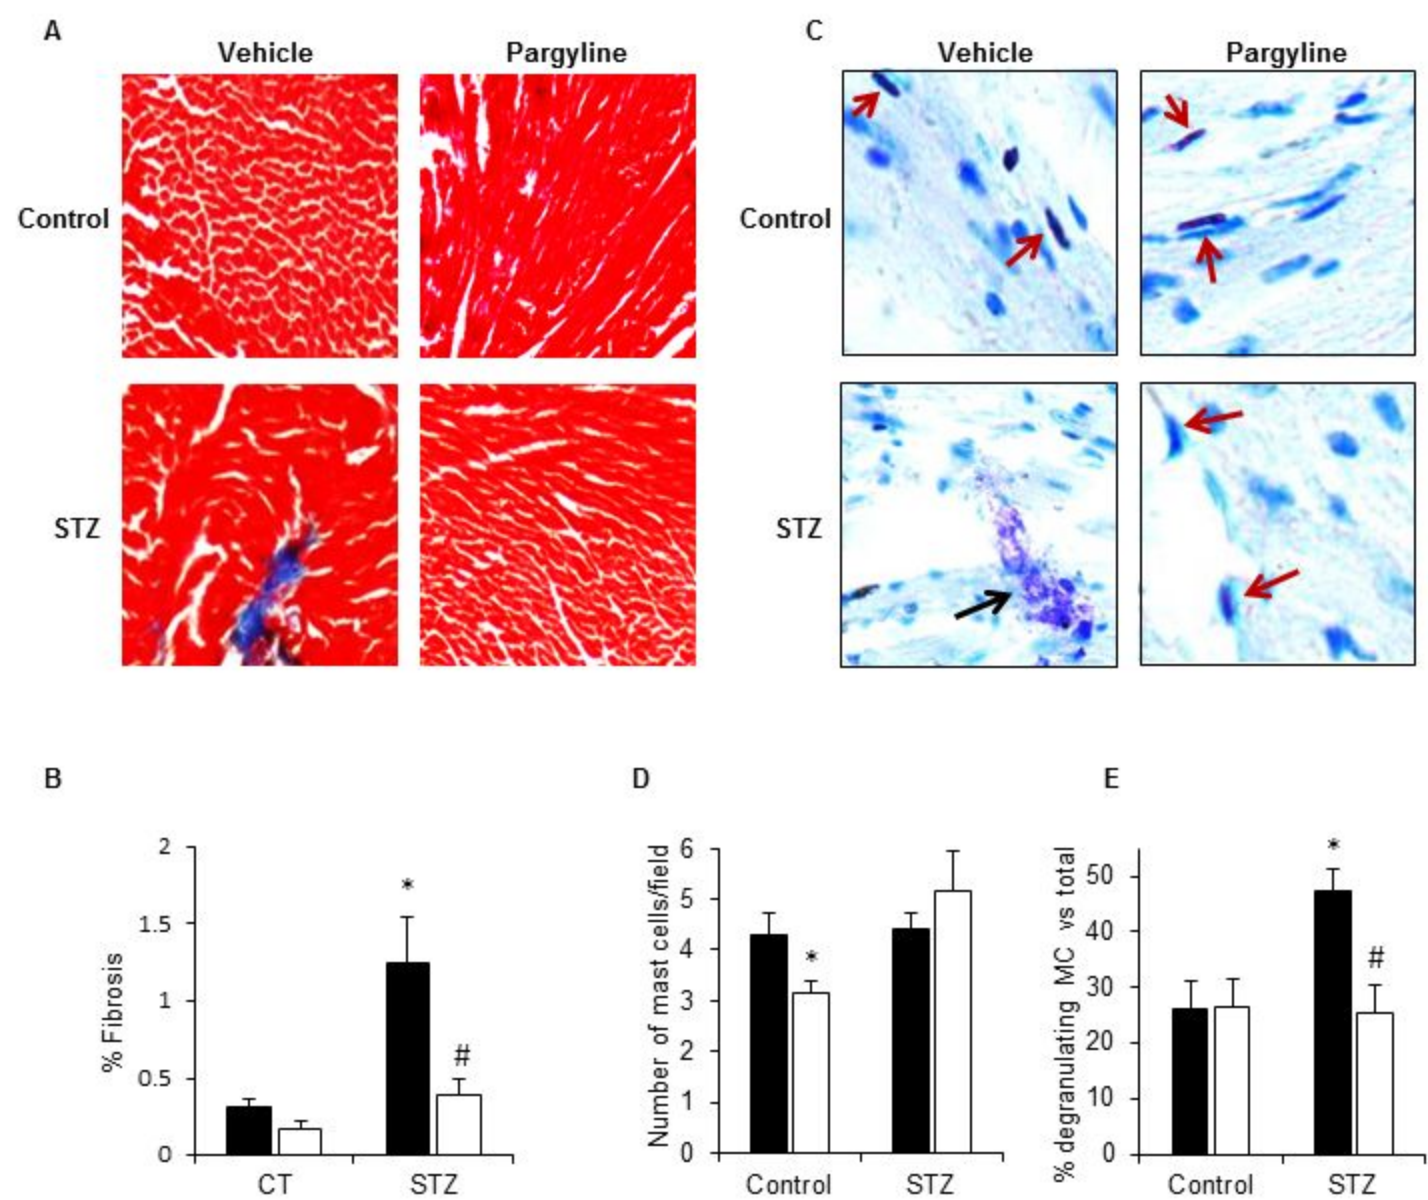 A
Vehicle Pargyline
Control
STZ
C
Vehicle Pargyline
Control
STZ
B
% Fibrosis
2
1.5
1
0.5
0
*
#
CT STZ
D
Number of mast cells/field
6
5
4
3
2
1
0
*
Control STZ
E
% degranulating MC vs total
50
40
30
20
10
0
*
#
Control STZ